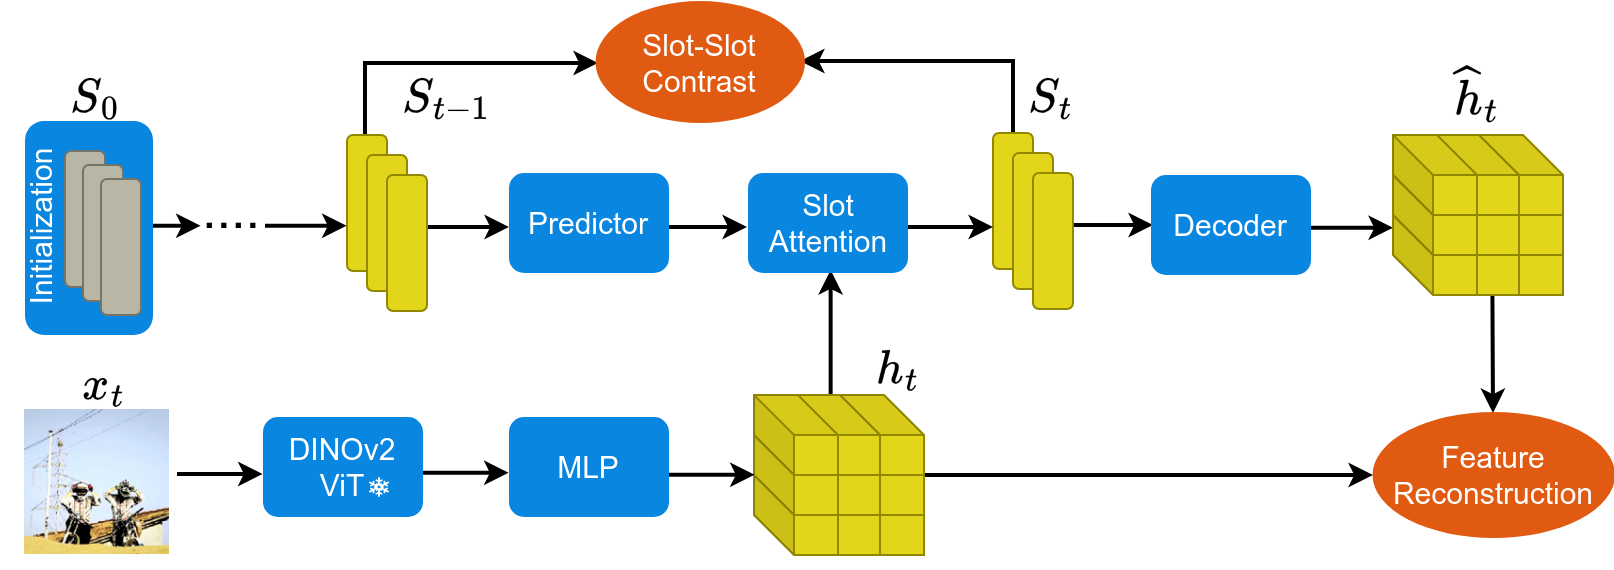 Slot-Slot
Contrast
S_0
S_{t-1}
S_t
\hat{h}_t
Initialization
....
Predictor
Slot
Attention
Decoder
x_t
h_t
DINOv2
ViT❄
MLP
Feature
Reconstruction